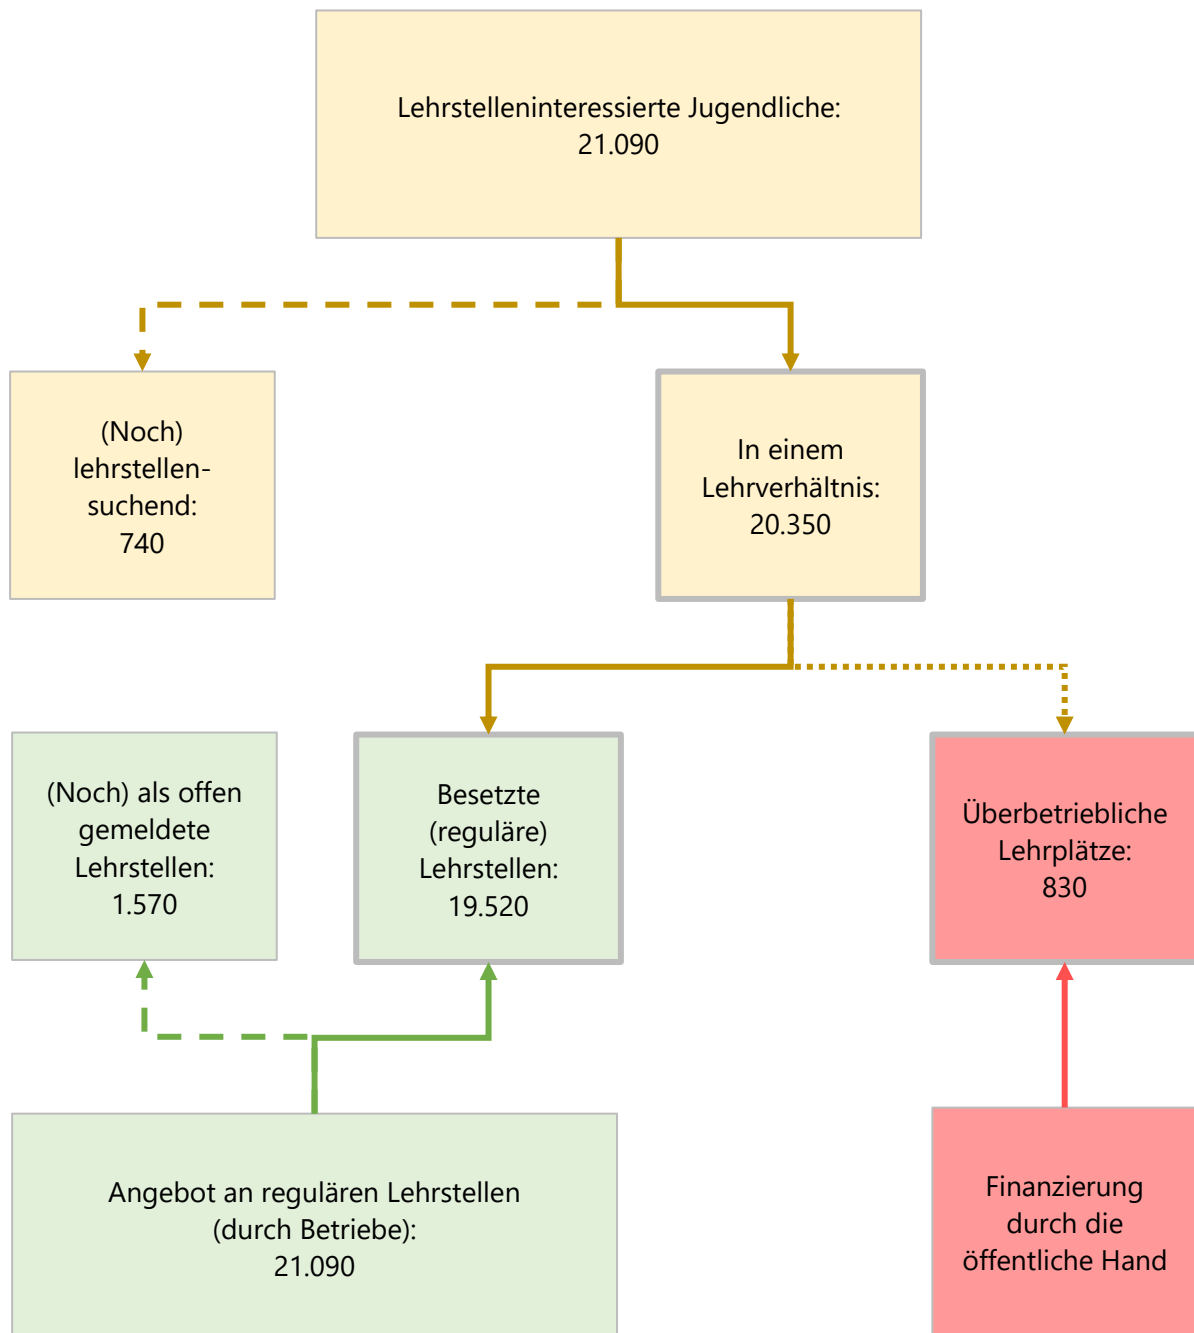 Lehrstelleninteressierte Jugendliche:
21.090
(Noch)
lehrstellen-
suchend:
740
In einem
Lehrverhältnis:
20.350
(Noch) als offen
gemeldete
Lehrstellen:
1.570
Besetzte
(reguläre)
Lehrstellen:
19.520
Überbetriebliche
Lehrplätze:
830
Angebot an regulären Lehrstellen
(durch Betriebe):
21.090
Finanzierung
durch die
öffentliche Hand